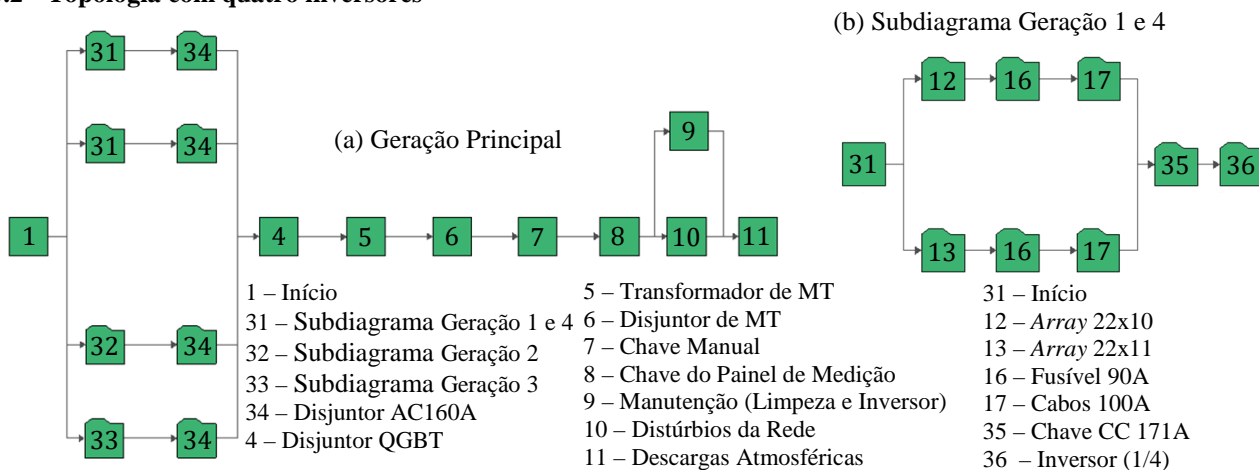 Topologia com quatro inversores
(b) Subdiagrama Geração 1 e 4
31 34
31 34
(a) Geração Principal
9
1 4 5 6 7 8 10 11
32 34
33 34
12 16 17
31 35 36
13 16 17
1 – Início
31 – Subdiagrama Geração 1 e 4
32 – Subdiagrama Geração 2
33 – Subdiagrama Geração 3
34 – Disjuntor AC160A
4 – Disjuntor QGBT
5 – Transformador de MT
6 – Disjuntor de MT
7 – Chave Manual
8 – Chave do Painel de Medição
9 – Manutenção (Limpeza e Inversor)
10 – Distúrbios da Rede
11 – Descargas Atmosféricas
31 – Início
12 – Array 22x10
13 – Array 22x11
16 – Fusível 90A
17 – Cabos 100A
35 – Chave CC 171A
36 – Inversor (1/4)